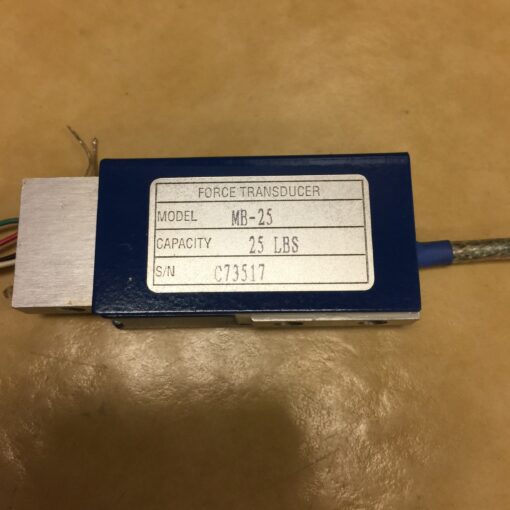 FORCE TRANSDUCER
MODEL MB-25
CAPACITY 25 LBS
S/N C73517